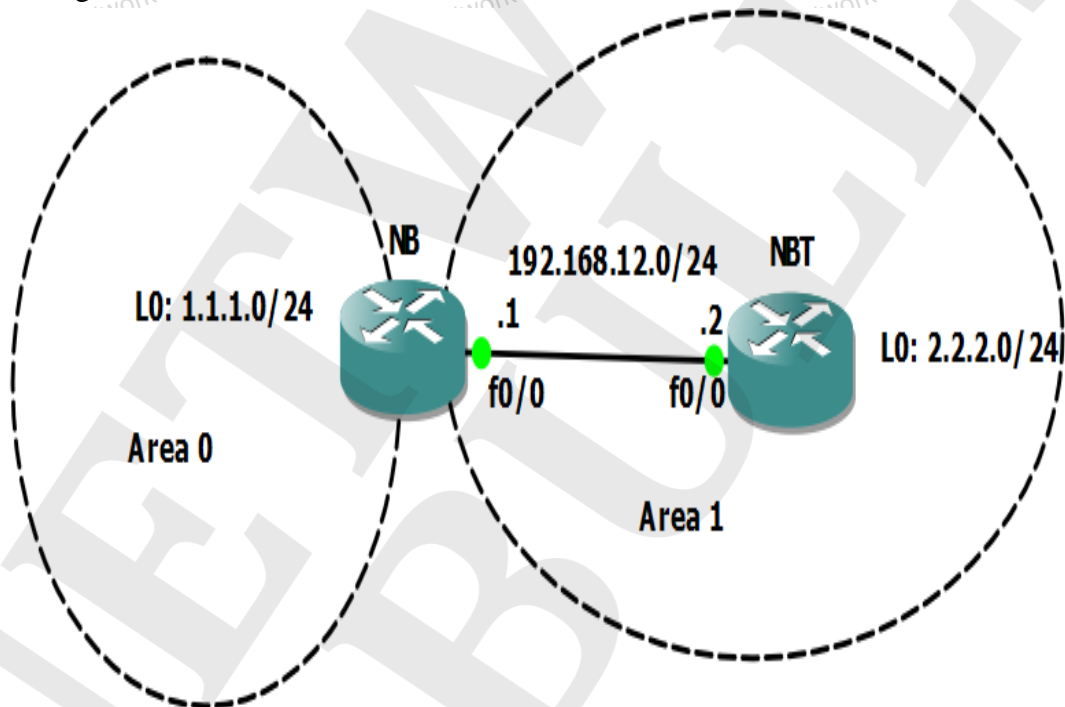 NB
192.168.12.0/24
NBT
L0: 1.1.1.0/24
.1
.2
L0: 2.2.2.0/24
f0/0
f0/0
Area 0
Area 1